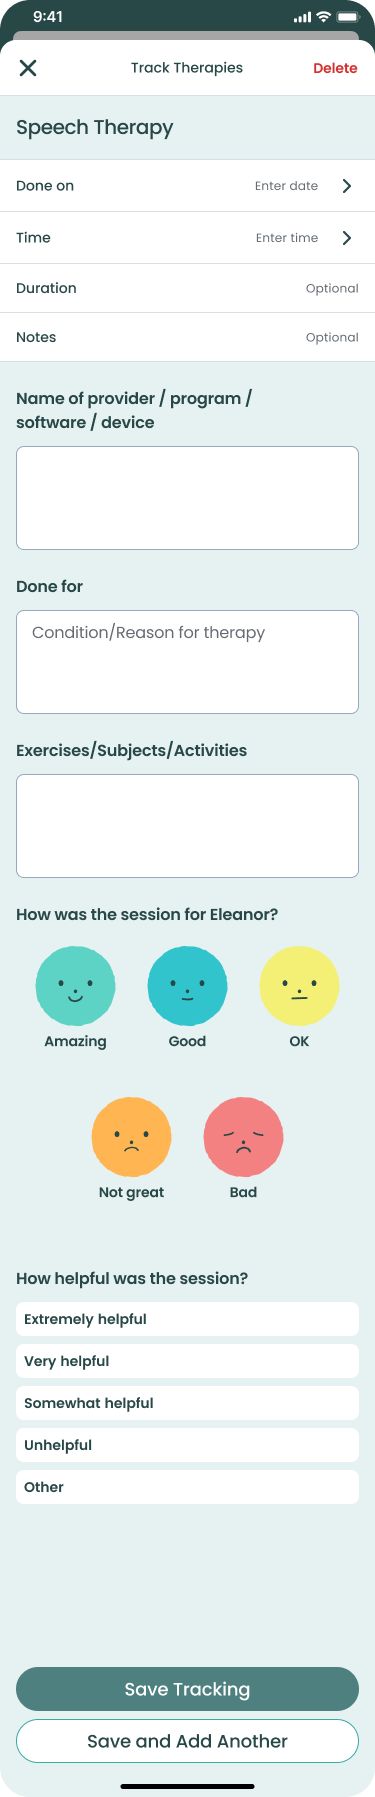 9:41
Track Therapies
Delete
Speech Therapy
Done on Enter date
Time Enter time
Duration Optional
Notes Optional
Name of provider / program /
software / device
Done for
Condition/Reason for therapy
Exercises/Subjects/Activities
How was the session for Eleanor?
Amazing Good OK
Not great Bad
How helpful was the session?
Extremely helpful
Very helpful
Somewhat helpful
Unhelpful
Other
Save Tracking
Save and Add Another